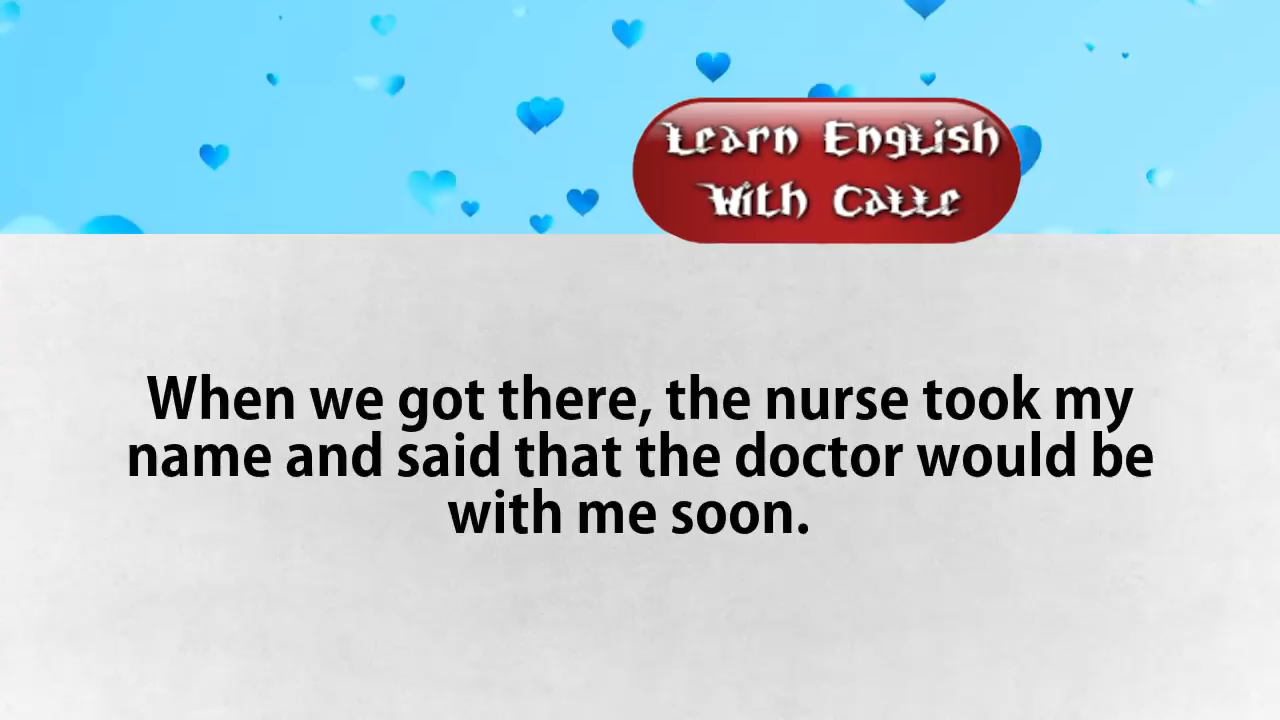 Learn English
With Catte
When we got there, the nurse took my
name and said that the doctor would be
with me soon.